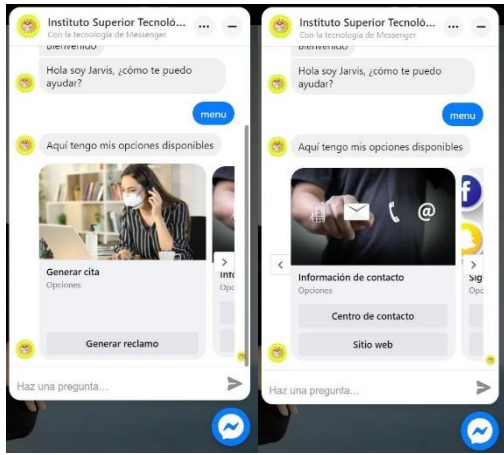 Instituto Superior Tecnoló...
Con la tecnología de Messenger
Bienvenido
Hola soy Jarvis, ¿cómo te puedo
ayudar?
menu
Aquí tengo mis opciones disponibles
Generar cita
Opciones
Generar reclamo
Haz una pregunta...
Instituto Superior Tecnoló...
Con la tecnología de Messenger
Bienvenido
Hola soy Jarvis, ¿cómo te puedo
ayudar?
menu
Aquí tengo mis opciones disponibles
@
Información de contacto
Opciones
Centro de contacto
Sitio web
Haz una pregunta...